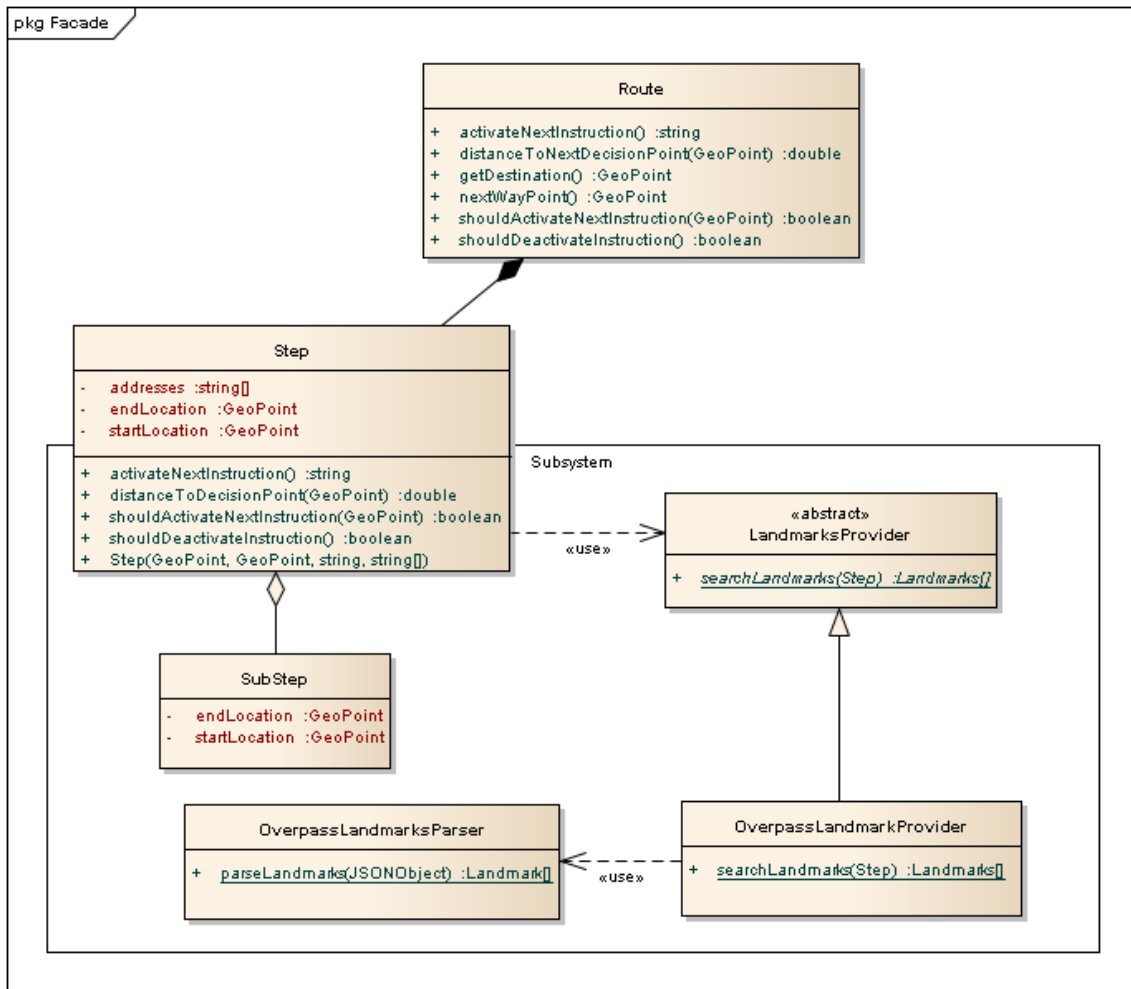 pkg Facade
Route
+ activateNextInstruction() :string
+ distanceToNextDecisionPoint(GeoPoint) :double
+ getDestination() :GeoPoint
+ nextWayPoint() :GeoPoint
+ shouldActivateNextInstruction(GeoPoint) :boolean
+ shouldDeactivateInstruction() :boolean
Step
- addresses :string[]
- endLocation :GeoPoint
- startLocation :GeoPoint
+ activateNextInstruction() :string
+ distanceToDecisionPoint(GeoPoint) :double
+ shouldActivateNextInstruction(GeoPoint) :boolean
+ shouldDeactivateInstruction() :boolean
+ Step(GeoPoint, GeoPoint, string, string[])
Subsystem
«use»
«abstract»
LandmarksProvider
+ searchLandmarks(Step) :Landmarks[]
SubStep
- endLocation :GeoPoint
- startLocation :GeoPoint
OverpassLandmarksParser
+ parseLandmarks(JSONObject) :Landmark[]
«use»
OverpassLandmarkProvider
+ searchLandmarks(Step) :Landmarks[]